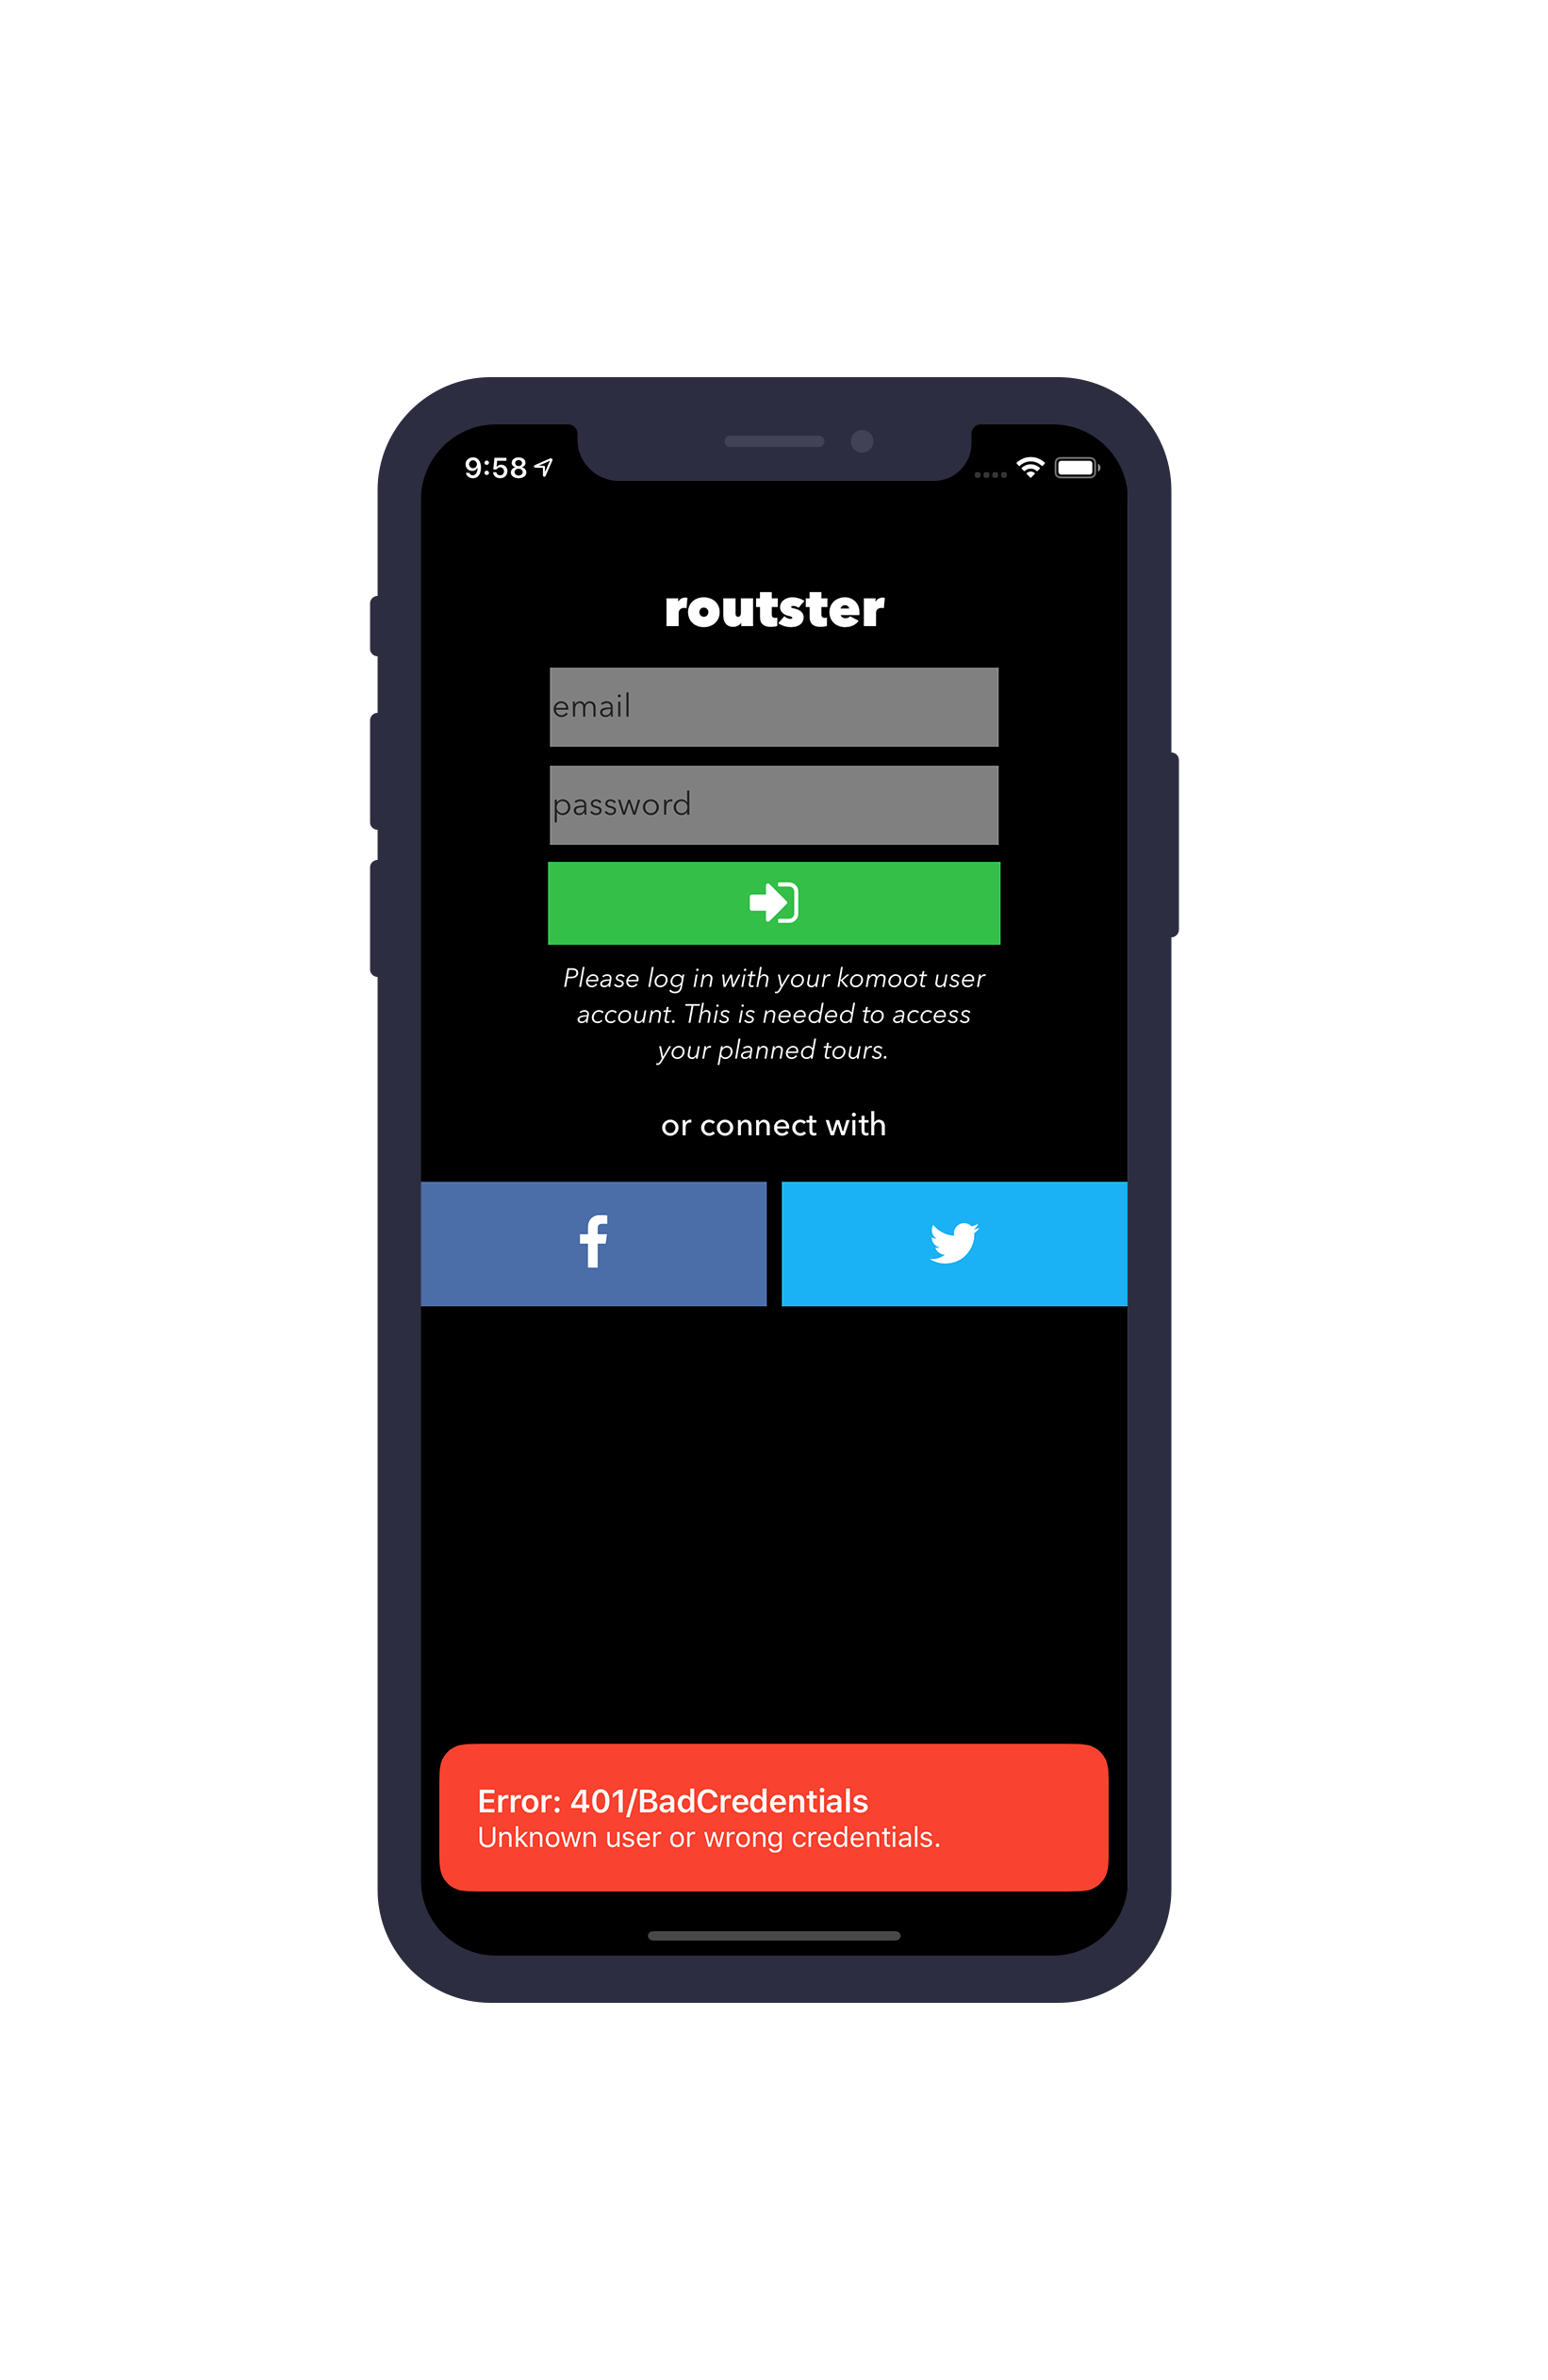 9:58
routster
email
password
Please log in with your komoot user
account. This is needed to access
your planned tours.
or connect with
Error: 401/BadCredentials
Unknown user or wrong credentials.